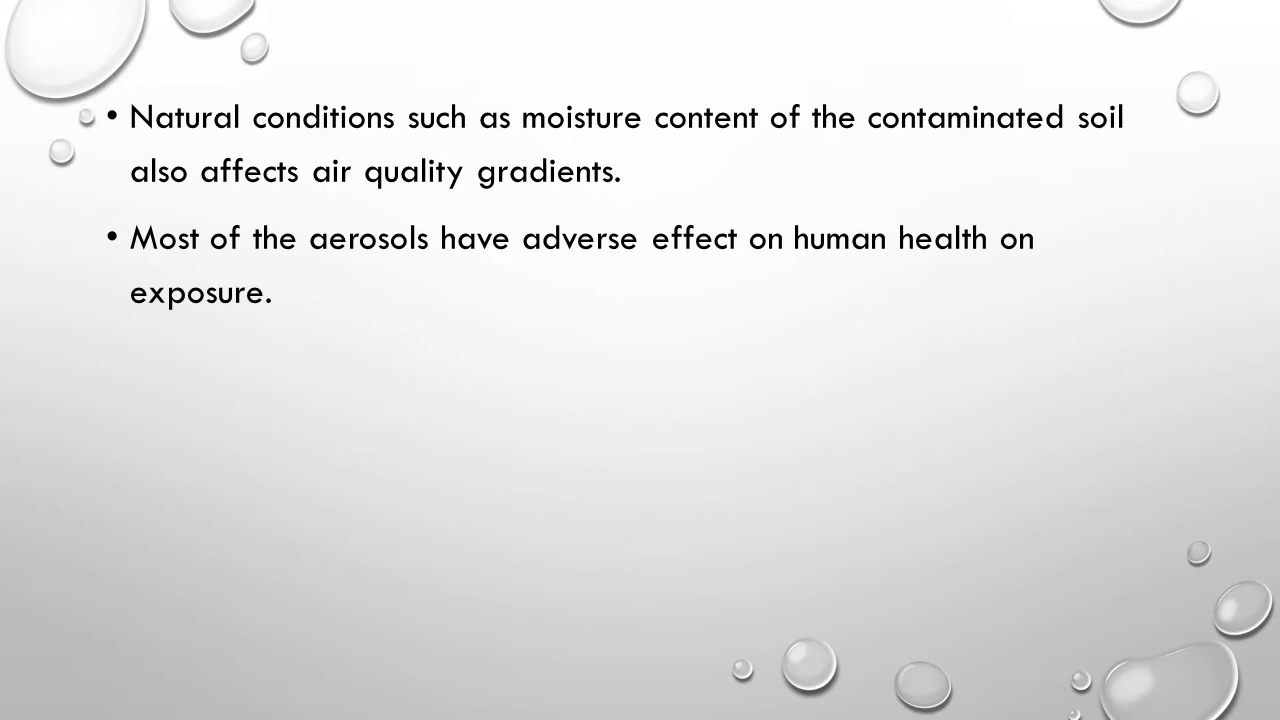 • Natural conditions such as moisture content of the contaminated soil
also affects air quality gradients.
• Most of the aerosols have adverse effect on human health on
exposure.